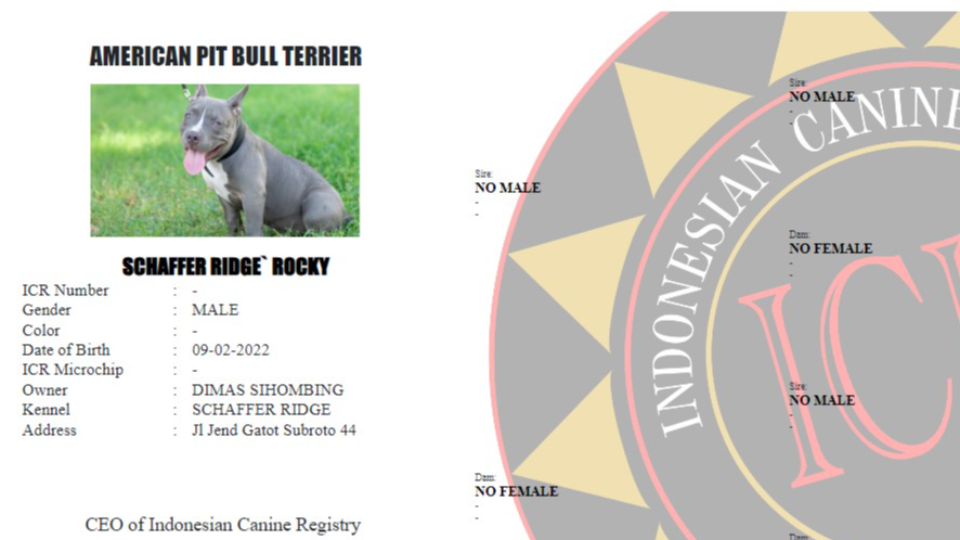 AMERICAN PIT BULL TERRIER
SCHAFFER RIDGE` ROCKY
ICR Number : -
Gender : MALE
Color : -
Date of Birth : 09-02-2022
ICR Microchip : -
Owner : DIMAS SIHOMBING
Kennel : SCHAFFER RIDGE
Address : Jl Jend Gatot Subroto 44
CEO of Indonesian Canine Registry
Sire:
NO MALE
-
-
Dam:
NO FEMALE
-
-
Sire:
NO MALE
-
-
Dam:
NO FEMALE
-
-
Sire:
NO MALE
-
-
Dam:
INDONESIAN CANINE
IC